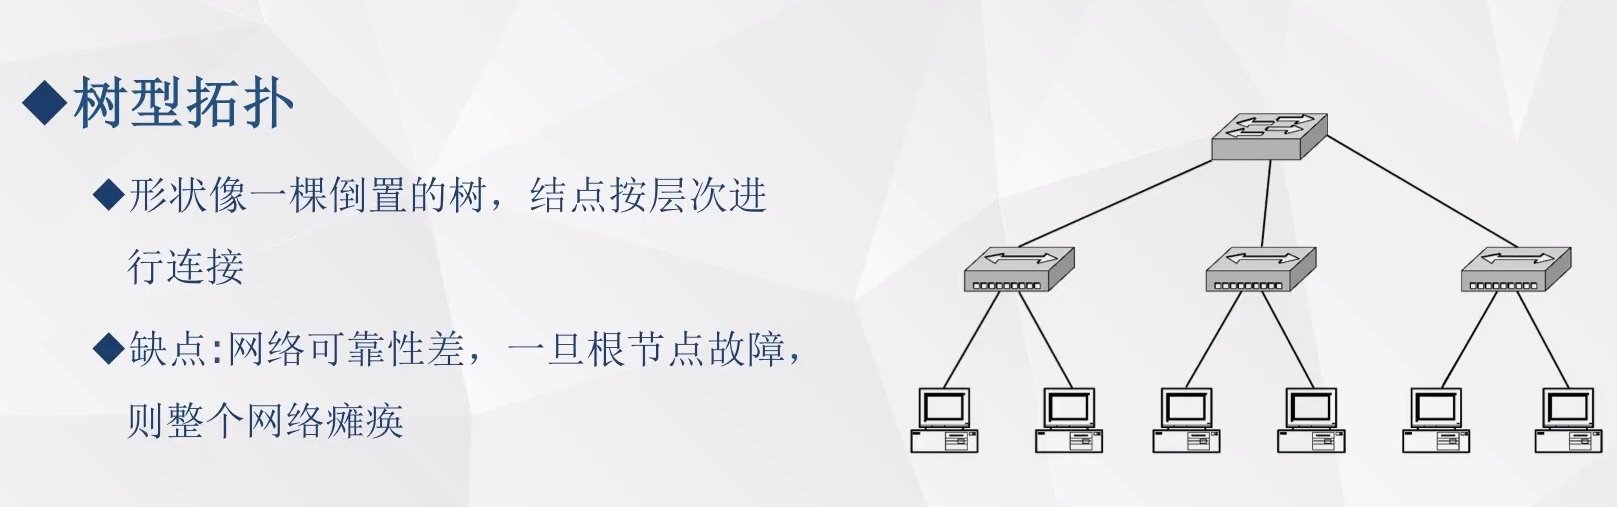 ◆树型拓扑
◆形状像一棵倒置的树，结点按层次进
行连接
◆缺点:网络可靠性差，一旦根节点故障，
则整个网络瘫痪